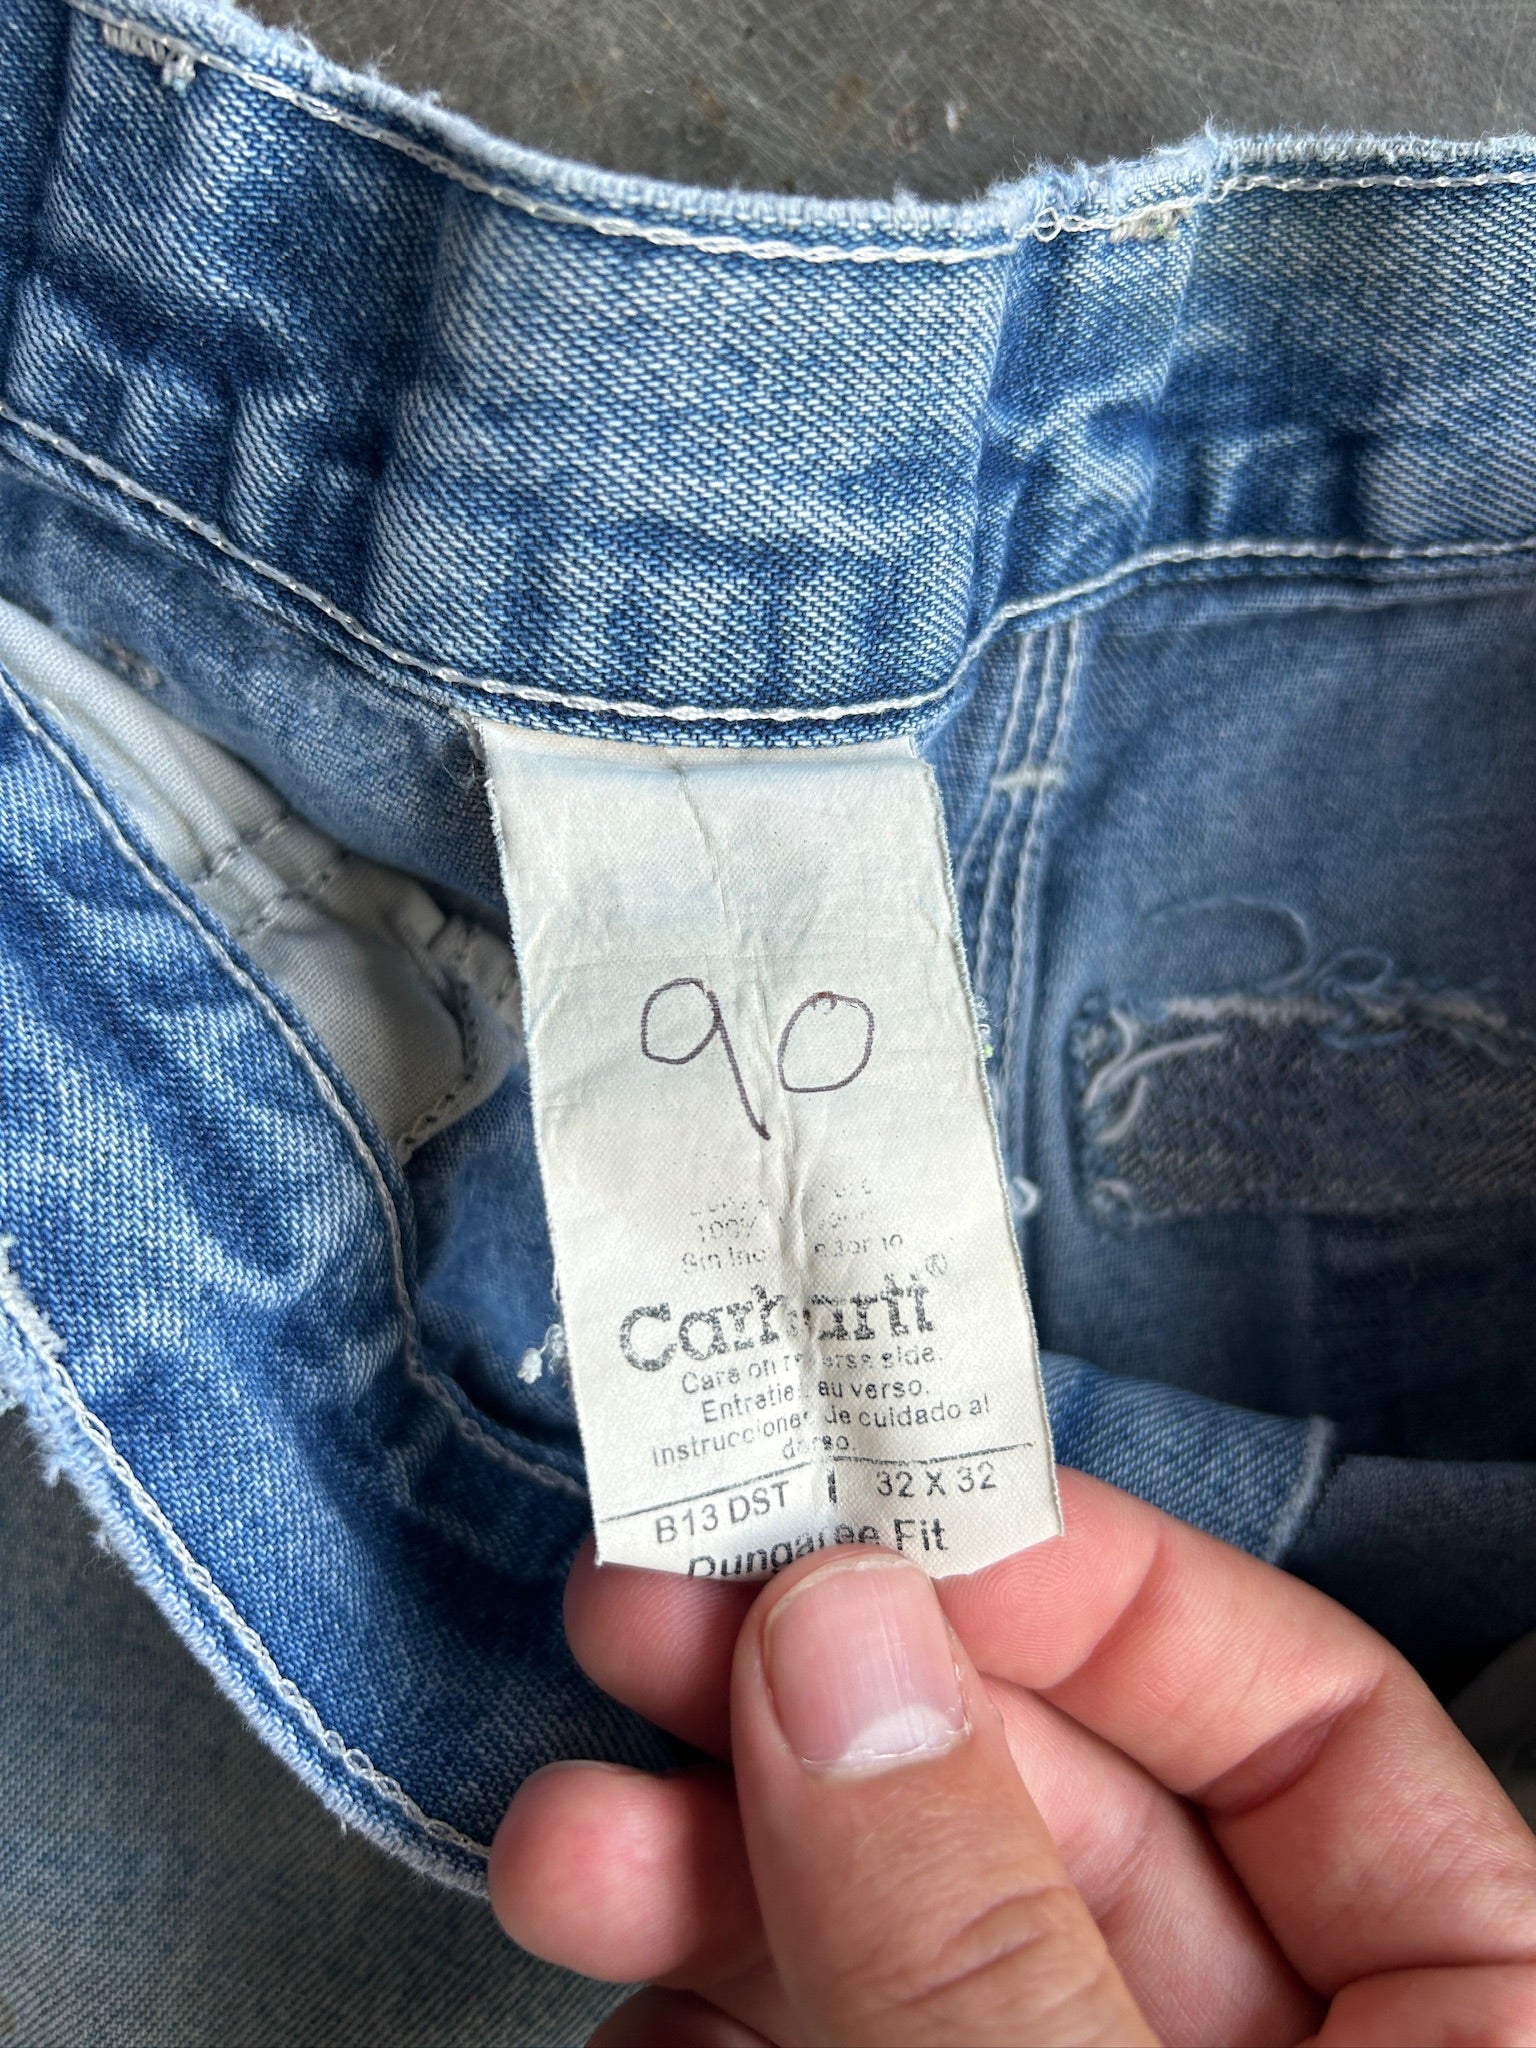 90
100%
Carhartt®
Care on reverse side.
Entretien au verso.
Instrucciones de cuidado al
dorso.
B13 DST 32 X 32
Dungaree Fit